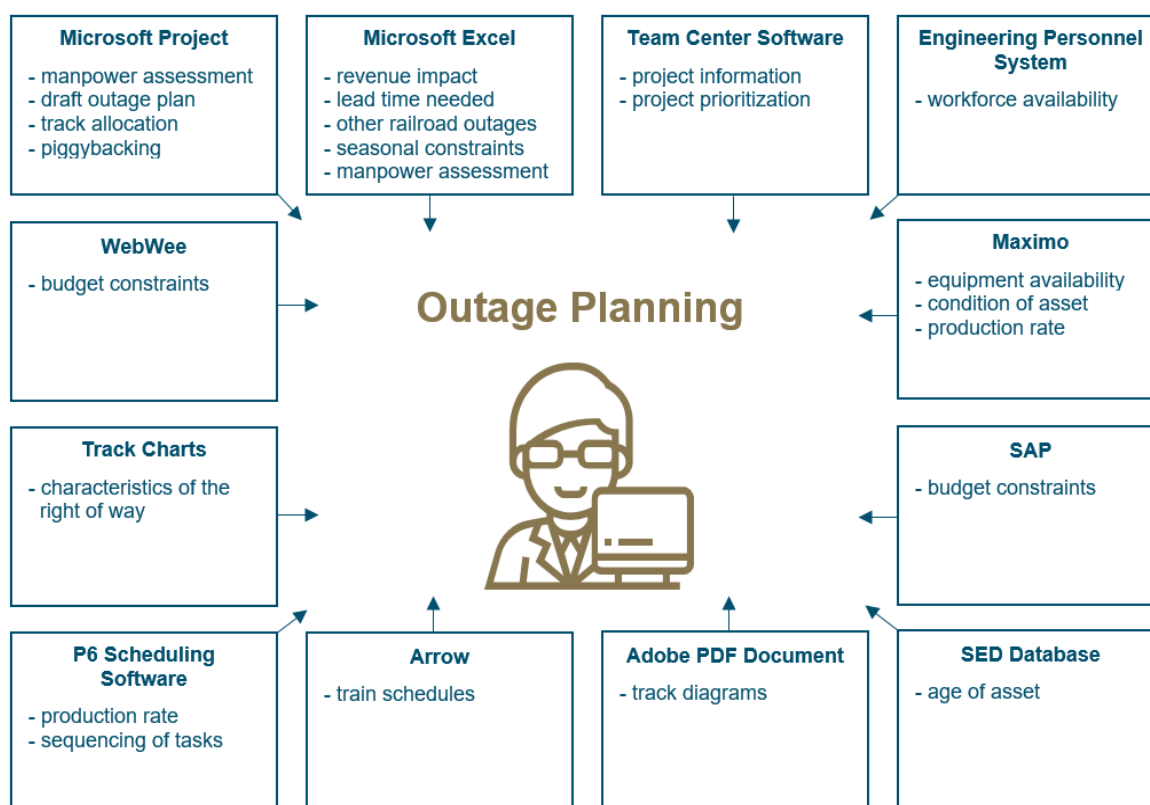 Microsoft Project
- manpower assessment
- draft outage plan
- track allocation
- piggybacking
Microsoft Excel
- revenue impact
- lead time needed
- other railroad outages
- seasonal constraints
- manpower assessment
Team Center Software
- project information
- project prioritization
Engineering Personnel
System
- workforce availability
WebWee
- budget constraints
Outage Planning
Maximo
- equipment availability
- condition of asset
- production rate
Track Charts
- characteristics of the
right of way
SAP
- budget constraints
P6 Scheduling
Software
- production rate
- sequencing of tasks
Arrow
- train schedules
Adobe PDF Document
- track diagrams
SED Database
- age of asset